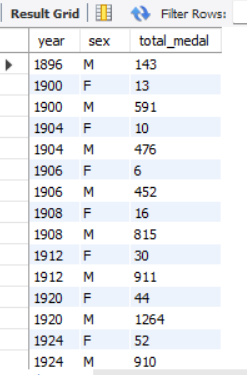 Result Grid Filter Rows:
year sex total_medal
1896 M 143
1900 F 13
1900 M 591
1904 F 10
1904 M 476
1906 F 6
1906 M 452
1908 F 16
1908 M 815
1912 F 30
1912 M 911
1920 F 44
1920 M 1264
1924 F 52
1924 M 910